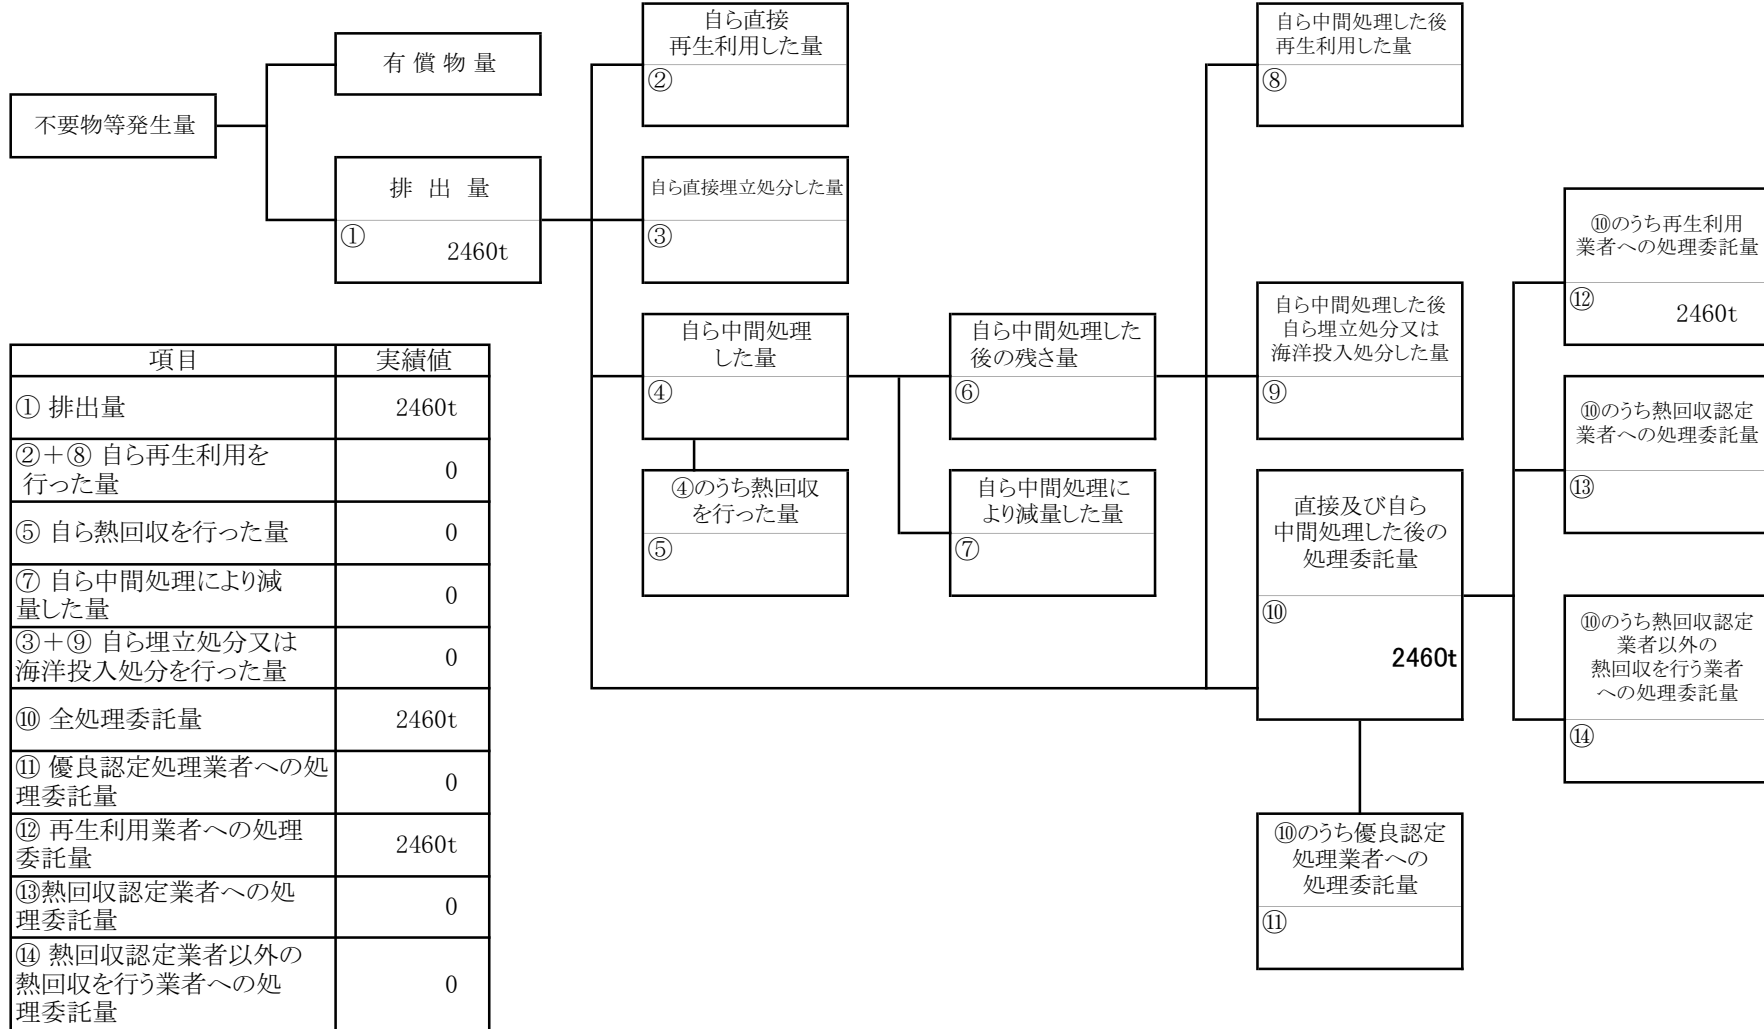 不要物等発生量
有 償 物 量
排 出 量
①
2460t
自ら直接
再生利用した量
②
自ら直接埋立処分した量
③
自ら中間処理
した量
④
④のうち熱回収
を行った量
⑤
自ら中間処理した
後の残さ量
⑥
自ら中間処理に
より減量した量
⑦
自ら中間処理した後
再生利用した量
⑧
自ら中間処理した後
自ら埋立処分又は
海洋投入処分した量
⑨
直接及び自ら
中間処理した後の
処理委託量
⑩
2460t
⑩のうち優良認定
処理業者への
処理委託量
⑪
⑩のうち再生利用
業者への処理委託量
⑫
2460t
⑩のうち熱回収認定
業者への処理委託量
⑬
⑩のうち熱回収認定
業者以外の
熱回収を行う業者
への処理委託量
⑭
項目 実績値
① 排出量 2460t
②+⑧ 自ら再生利用を
行った量 0
⑤ 自ら熱回収を行った量 0
⑦ 自ら中間処理により減
量した量 0
③+⑨ 自ら埋立処分又は
海洋投入処分を行った量 0
⑩ 全処理委託量 2460t
⑪ 優良認定処理業者への処
理委託量 0
⑫ 再生利用業者への処理
委託量 2460t
⑬熱回収認定業者への処
理委託量 0
⑭ 熱回収認定業者以外の
熱回収を行う業者への処
理委託量 0